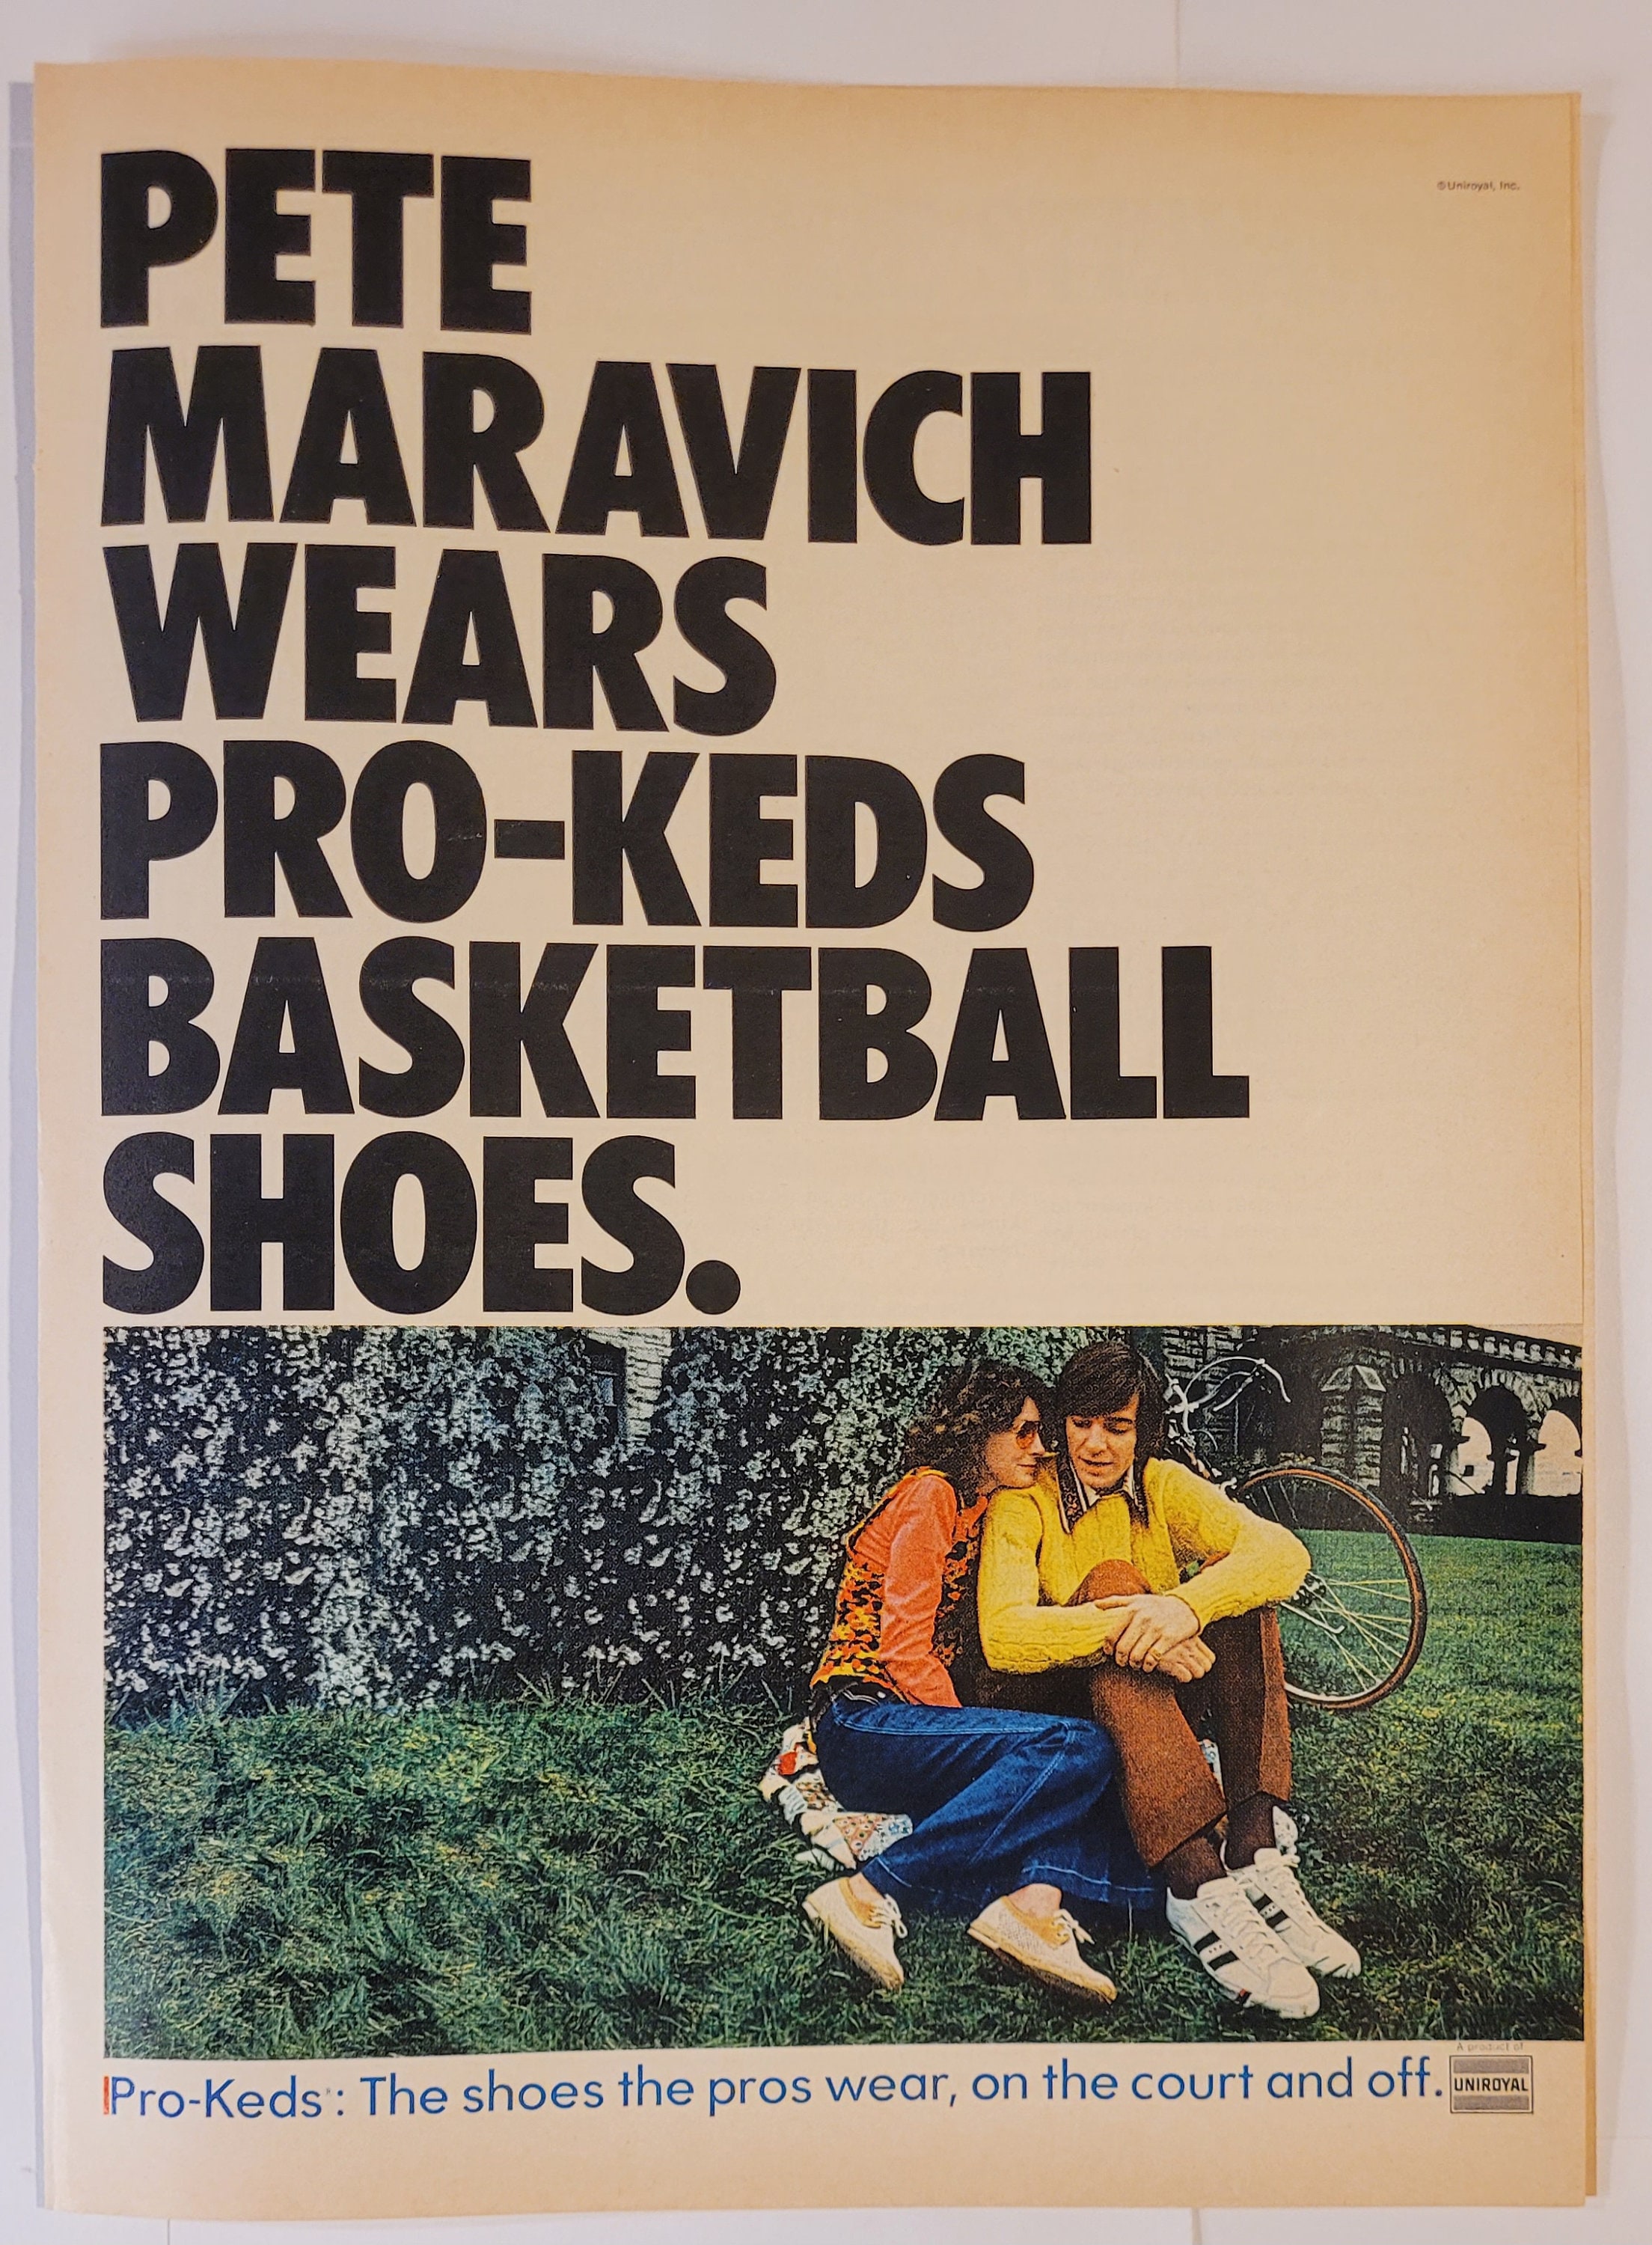 ©Uniroyal, Inc.
PETE
MARAVICH
WEARS
PRO-KEDS
BASKETBALL
SHOES.
Pro-Keds®: The shoes the pros wear, on the court and off.
A product of
UNIROYAL